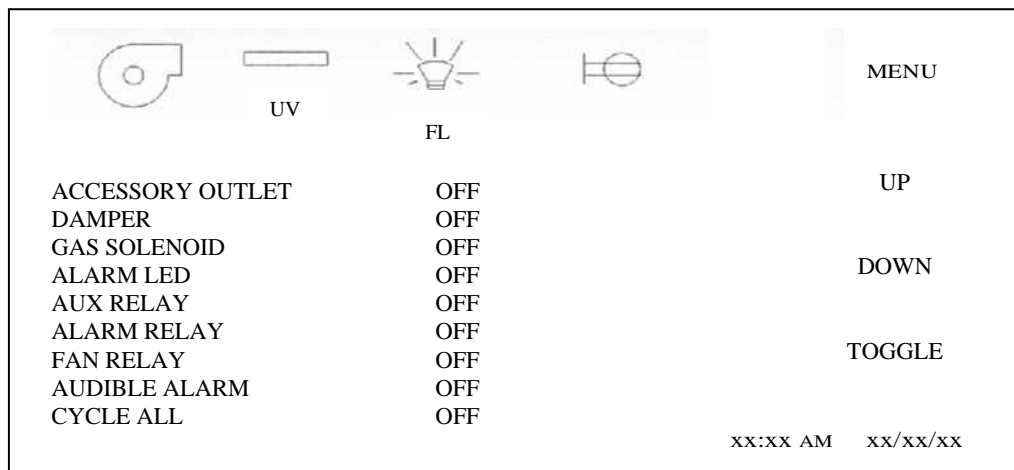 MENU
UV
FL
UP
ACCESSORY OUTLET OFF
DAMPER OFF
GAS SOLENOID OFF
DOWN
ALARM LED OFF
AUX RELAY OFF
ALARM RELAY OFF
TOGGLE
FAN RELAY OFF
AUDIBLE ALARM OFF
CYCLE ALL OFF
xx:xx AM xx/xx/xx